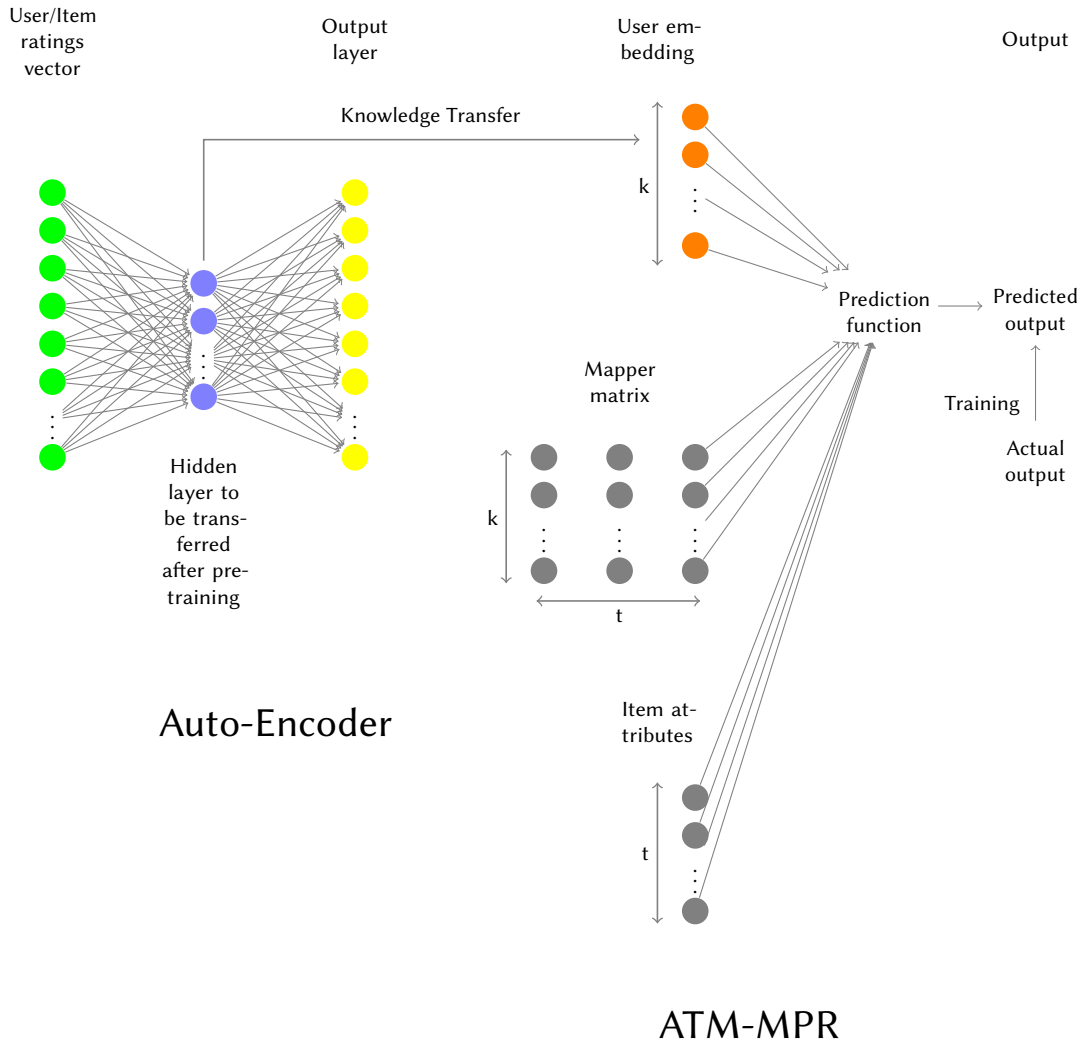 User/Item
ratings
vector
Output
layer
User em-
bedding
Output
Knowledge Transfer
k
Prediction
function
Predicted
output
Training
Actual
output
Mapper
matrix
k
t
Hidden
layer to
be trans-
ferred
after pre-
training
Auto-Encoder
Item at-
tributes
t
ATM-MPR